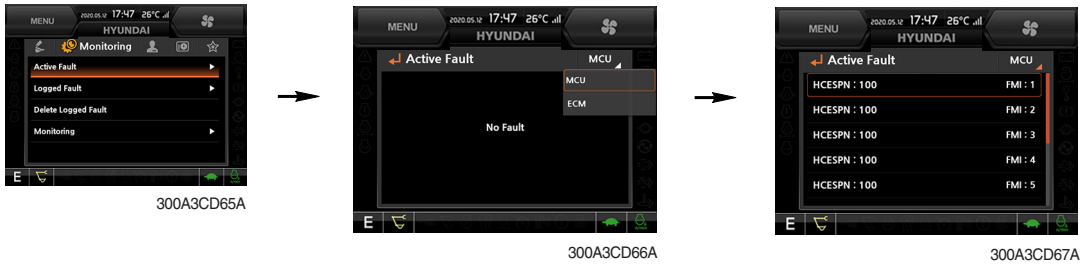 MENU
2020.05.12 17:47 26°C
HYUNDAI
Monitoring
Active Fault
Logged Fault
Delete Logged Fault
Monitoring
E
300A3CD65A
MENU
2020.05.12 17:47 26°C
HYUNDAI
Active Fault MCU
MCU
ECM
No Fault
E
300A3CD66A
MENU
2020.05.12 17:47 26°C
HYUNDAI
Active Fault MCU
HCESPN : 100 FMI : 1
HCESPN : 100 FMI : 2
HCESPN : 100 FMI : 3
HCESPN : 100 FMI : 4
HCESPN : 100 FMI : 5
E
300A3CD67A